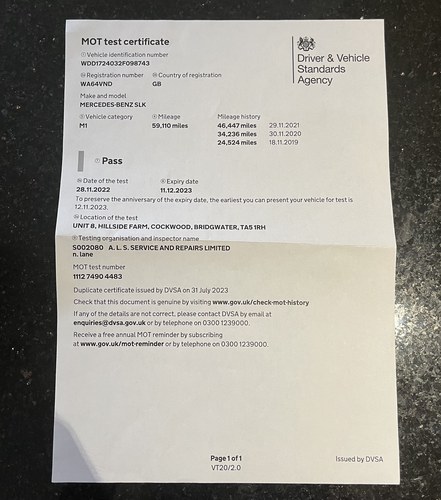 MOT test certificate
Driver & Vehicle
Standards
Agency
Vehicle identification number
WDD1724032F098743
Registration number Country of registration
WA64VND GB
Make and model
MERCEDES-BENZ SLK
Vehicle category Mileage Mileage history
M1 59,110 miles 46,447 miles 29.11.2021
34,236 miles 30.11.2020
24,524 miles 18.11.2019
Pass
Date of the test Expiry date
28.11.2022 11.12.2023
To preserve the anniversary of the expiry date, the earliest you can present your vehicle for test is
12.11.2023.
Location of the test
UNIT 8, HILLSIDE FARM, COCKWOOD, BRIDGWATER, TA5 1RH
Testing organisation and inspector name
S002080 A. L. S. SERVICE AND REPAIRS LIMITED
n. lane
MOT test number
1112 7490 4483
Duplicate certificate issued by DVSA on 31 July 2023
Check that this document is genuine by visiting www.gov.uk/check-mot-history
If any of the details are not correct, please contact DVSA by email at
enquiries@dvsa.gov.uk or by telephone on 0300 1239000.
Receive a free annual MOT reminder by subscribing
at www.gov.uk/mot-reminder or by telephone on 0300 1239000.
Page 1 of 1
VT20/2.0
Issued by DVSA